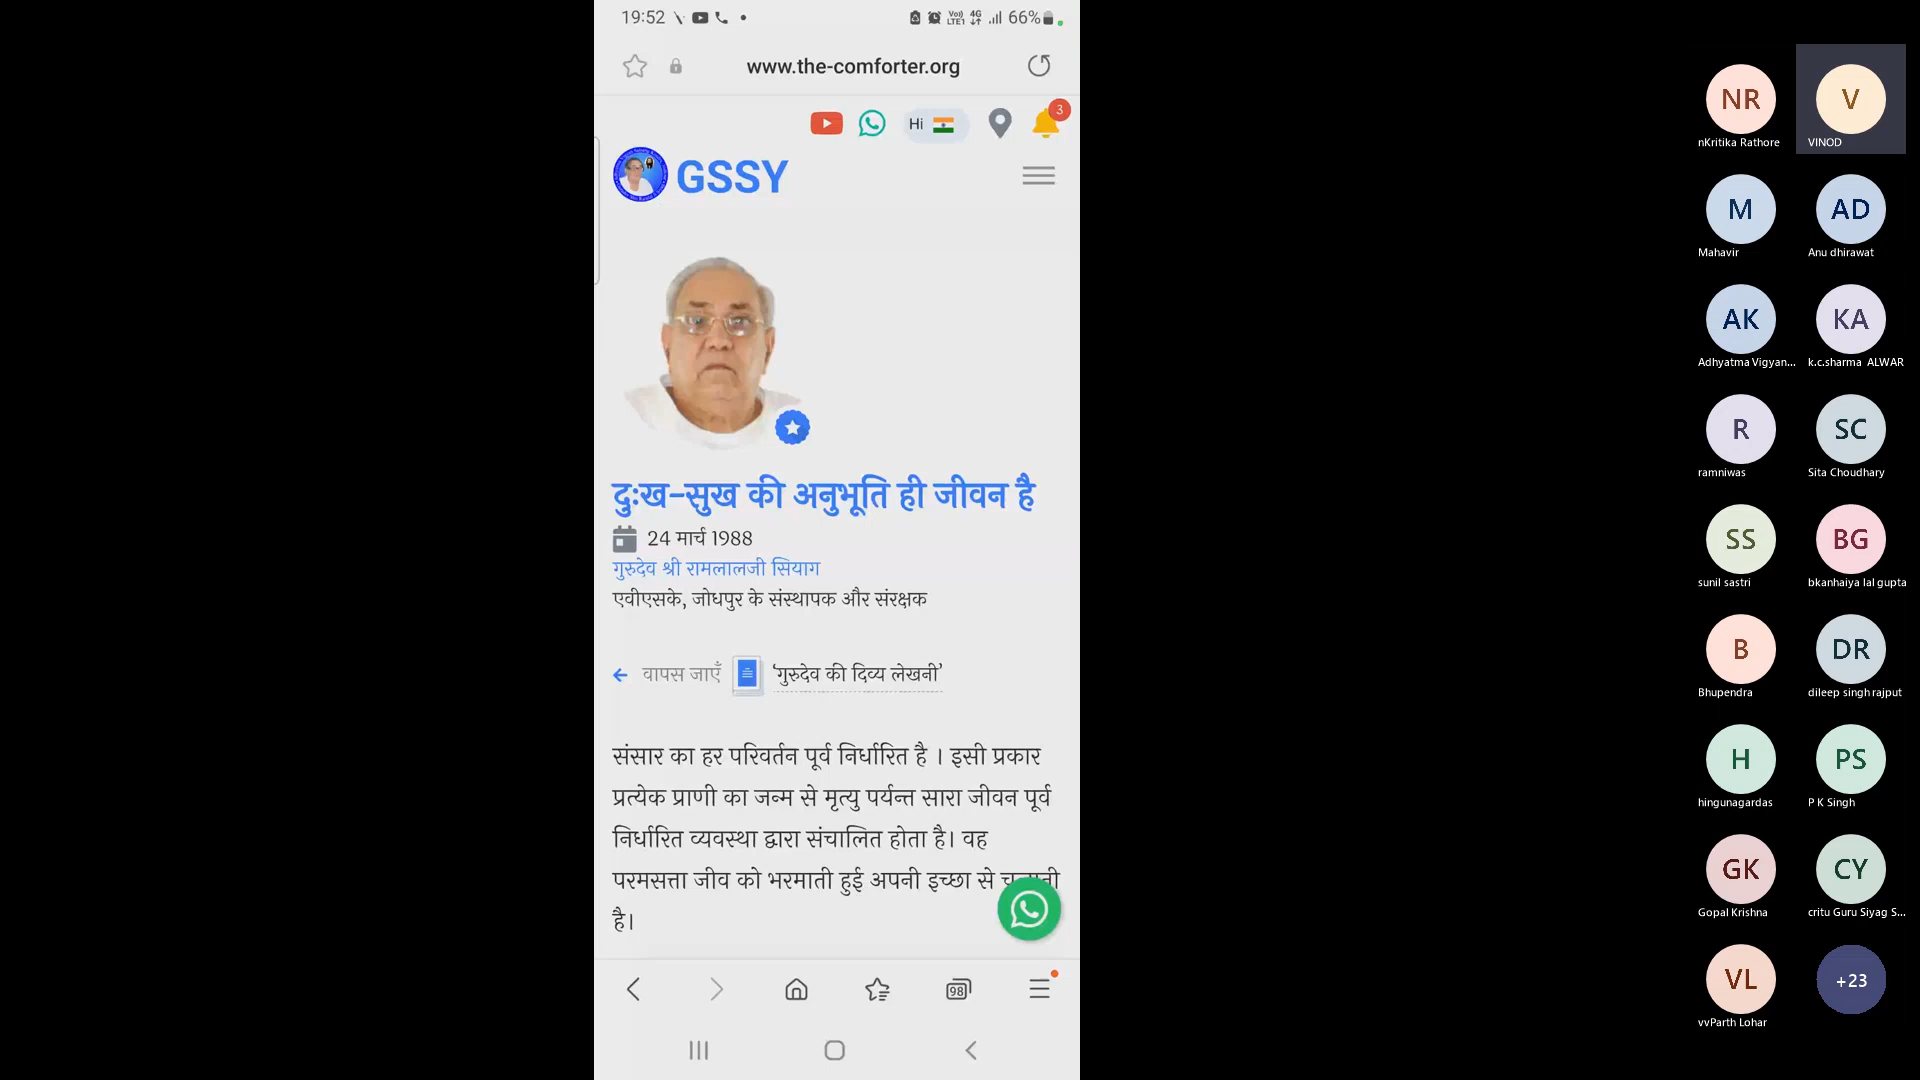 19:52
Vo)) LTE1 4G 66%
www.the-comforter.org
Hi 3
GSSY
दुःख-सुख की अनुभूति ही जीवन है
24 मार्च 1988
गुरुदेव श्री रामलालजी सियाग
एवीएसके, जोधपुर के संस्थापक और संरक्षक
वापस जाएँ 'गुरुदेव की दिव्य लेखनी'
संसार का हर परिवर्तन पूर्व निर्धारित है । इसी प्रकार
प्रत्येक प्राणी का जन्म से मृत्यु पर्यन्त सारा जीवन पूर्व
निर्धारित व्यवस्था द्वारा संचालित होता है। वह
परमसत्ता जीव को भरमाती हुई अपनी इच्छा से
है।
98
NR V
nKritika Rathore VINOD
M AD
Mahavir Anu dhirawat
AK KA
Adhyatma Vigyan... k.c.sharma ALWAR
R SC
ramniwas Sita Choudhary
SS BG
sunil sastri bkanhaiya lal gupta
B DR
Bhupendra dileep singh rajput
H PS
hingunagardas P K Singh
GK CY
Gopal Krishna critu Guru Siyag S...
VL +23
vvParth Lohar